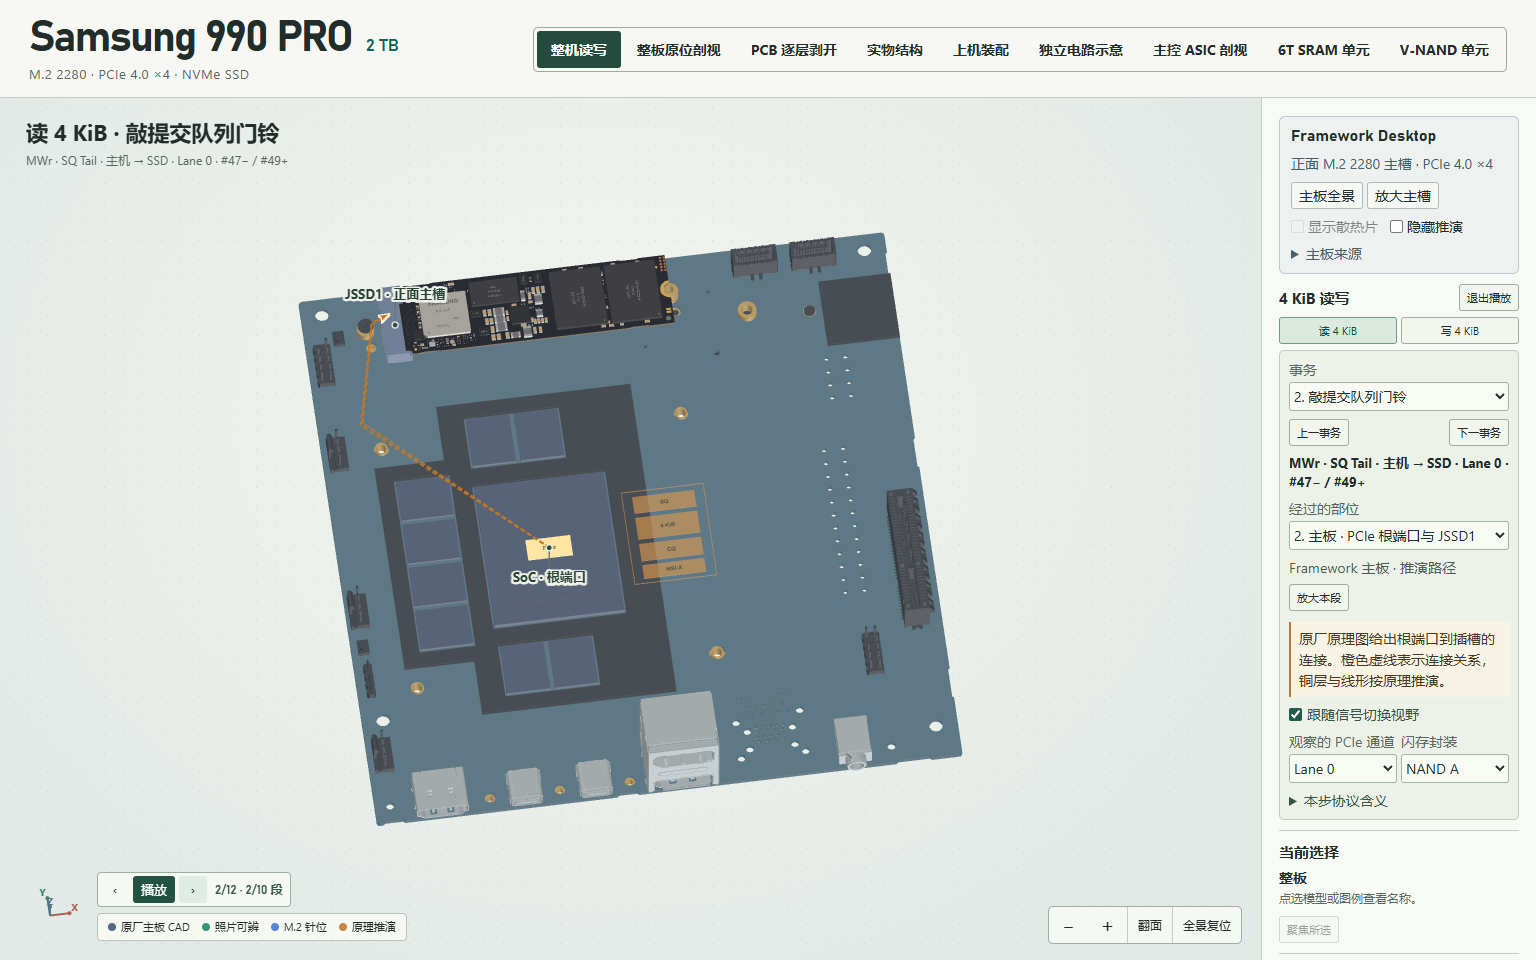 Samsung 990 PRO 2 TB
M.2 2280 · PCIe 4.0 ×4 · NVMe SSD
整机读写 整板原位剖视 PCB 逐层剥开 实物结构 上机装配 独立电路示意 主控 ASIC 剖视 6T SRAM 单元 V-NAND 单元
读 4 KiB · 敲提交队列门铃
MWr · SQ Tail · 主机 → SSD · Lane 0 · #47− / #49+
JSSD1 · 正面主槽
SoC · 根端口
SQ
4 KiB
CQ
MSI-X
‹ 播放 › 2/12 · 2/10 段
原厂主板 CAD 照片可辨 M.2 针位 原理推演
Y
Z
X
− + 翻面 全景复位
Framework Desktop
正面 M.2 2280 主槽 · PCIe 4.0 ×4
主板全景 放大主槽
显示散热片 隐藏推演
▶ 主板来源
4 KiB 读写 退出播放
读 4 KiB 写 4 KiB
事务
2. 敲提交队列门铃
上一事务 下一事务
MWr · SQ Tail · 主机 → SSD · Lane 0 ·
#47− / #49+
经过的部位
2. 主板 · PCIe 根端口与 JSSD1
Framework 主板 · 推演路径
放大本段
原厂原理图给出根端口到插槽的
连接。橙色虚线表示连接关系，
铜层与线形按原理推演。
跟随信号切换视野
观察的 PCIe 通道 闪存封装
Lane 0 NAND A
▶ 本步协议含义
当前选择
整板
点选模型或图例查看名称。
聚焦所选